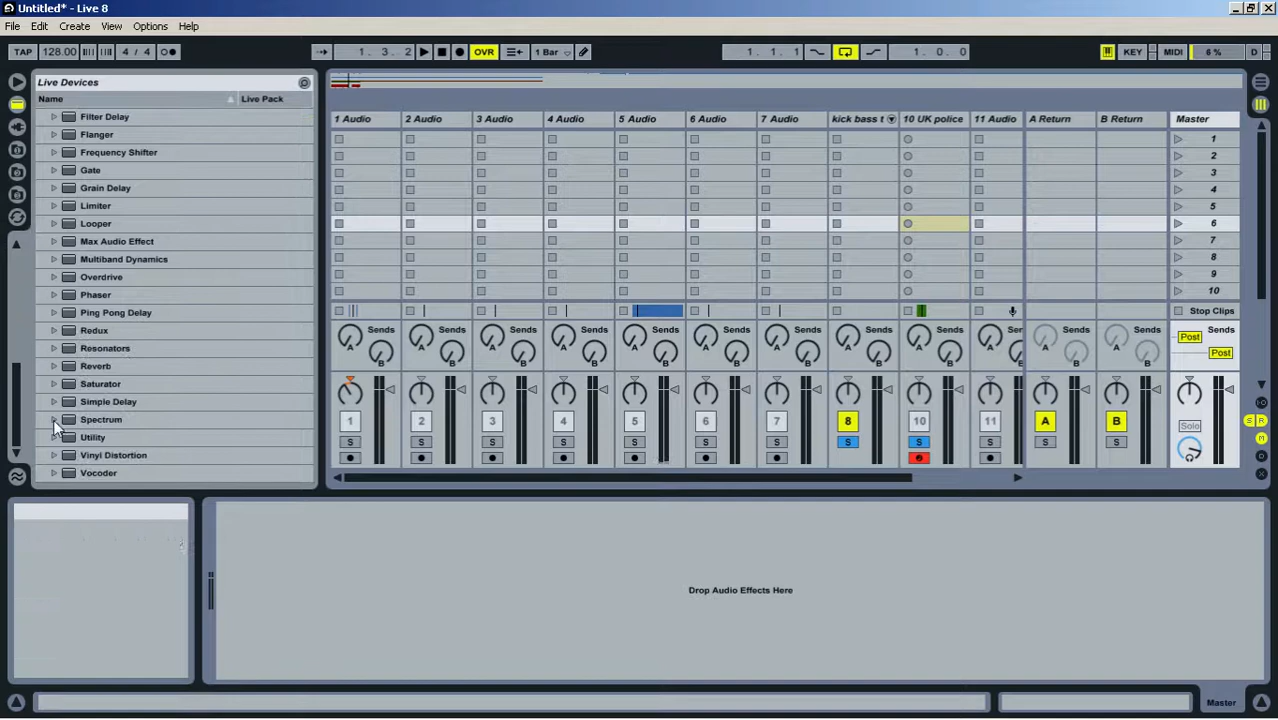 Untitled* - Live 8
File Edit Create View Options Help
TAP 128.00 4 / 4 1. 3. 2 OVR 1 Bar 1. 1. 1 1. 0. 0 KEY MIDI 6 % D
Live Devices
Name Live Pack
Filter Delay
Flanger
Frequency Shifter
Gate
Grain Delay
Limiter
Looper
Max Audio Effect
Multiband Dynamics
Overdrive
Phaser
Ping Pong Delay
Redux
Resonators
Reverb
Saturator
Simple Delay
Spectrum
Utility
Vinyl Distortion
Vocoder
1 Audio 2 Audio 3 Audio 4 Audio 5 Audio 6 Audio 7 Audio kick bass t 10 UK police 11 Audio A Return B Return Master
1
2
3
4
5
6
7
8
9
10
Stop Clips
Sends Sends Sends Sends Sends Sends Sends Sends Sends Sends Sends Sends Sends
A A A A A A A A A A A A Post
B B B B B B B B B B B B Post
1 2 3 4 5 6 7 8 10 11 A B Solo
S S S S S S S S S S S S
Drop Audio Effects Here
Master